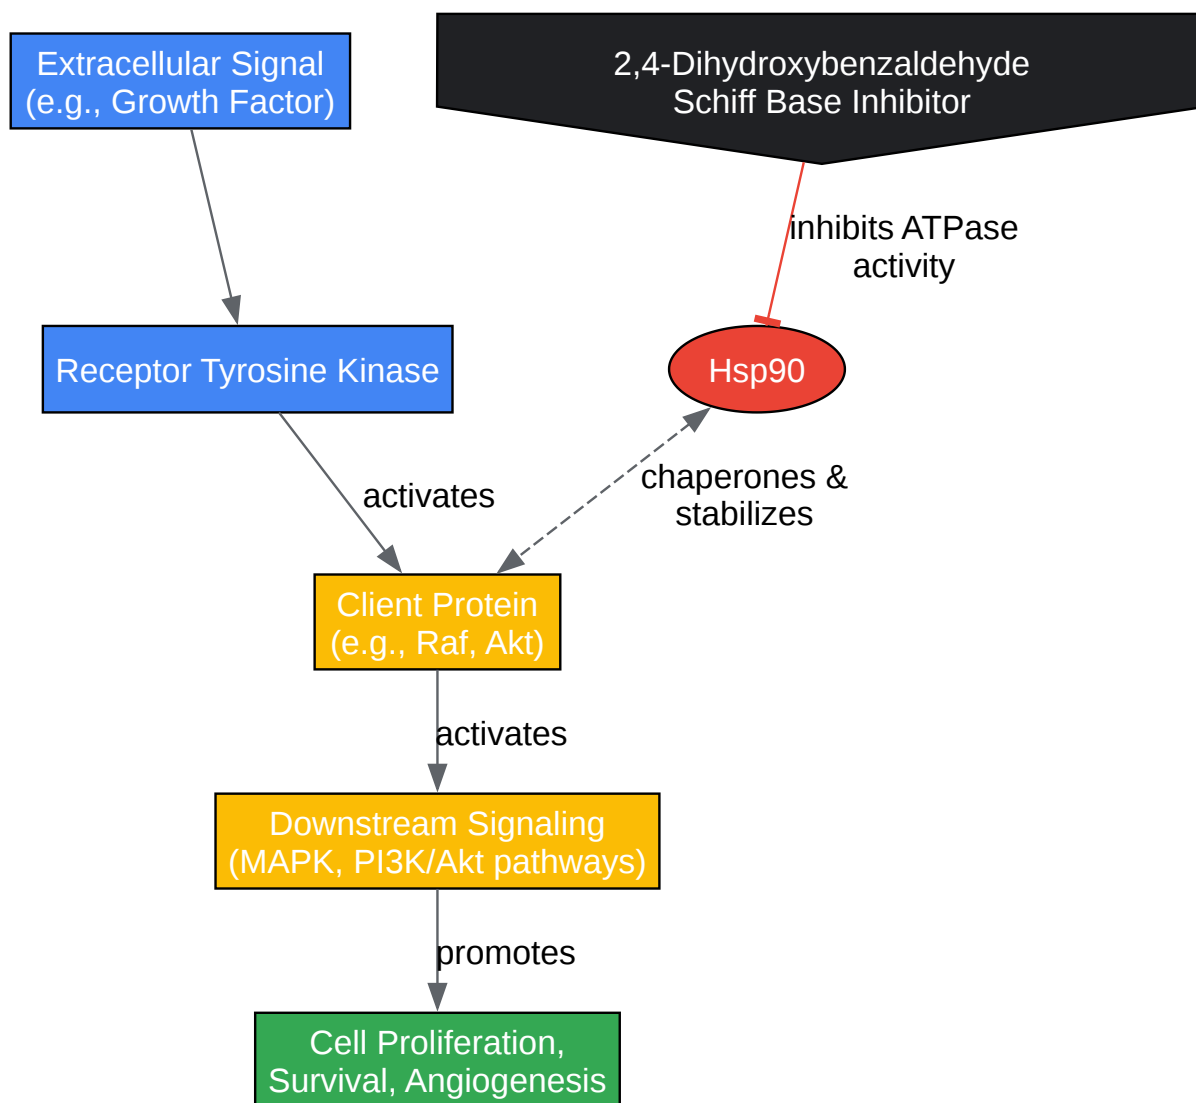 Extracellular Signal
(e.g., Growth Factor)
2,4-Dihydroxybenzaldehyde
Schiff Base Inhibitor
inhibits ATPase
activity
Receptor Tyrosine Kinase
Hsp90
activates
chaperones &
stabilizes
Client Protein
(e.g., Raf, Akt)
activates
Downstream Signaling
(MAPK, PI3K/Akt pathways)
promotes
Cell Proliferation,
Survival, Angiogenesis